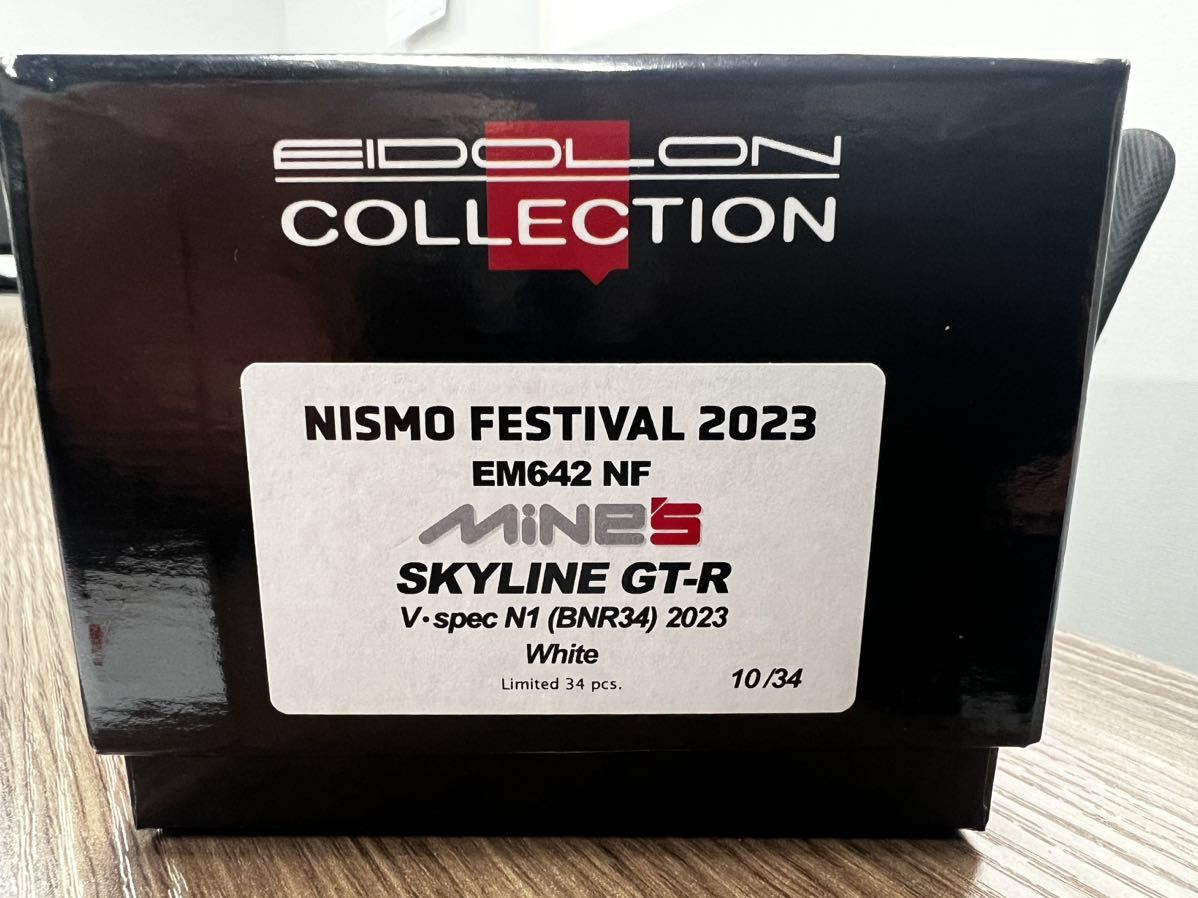 EIDOLON
COLLECTION
NISMO FESTIVAL 2023
EM642 NF
MiNe's
SKYLINE GT-R
V・spec N1 (BNR34) 2023
White
Limited 34 pcs.
10/34